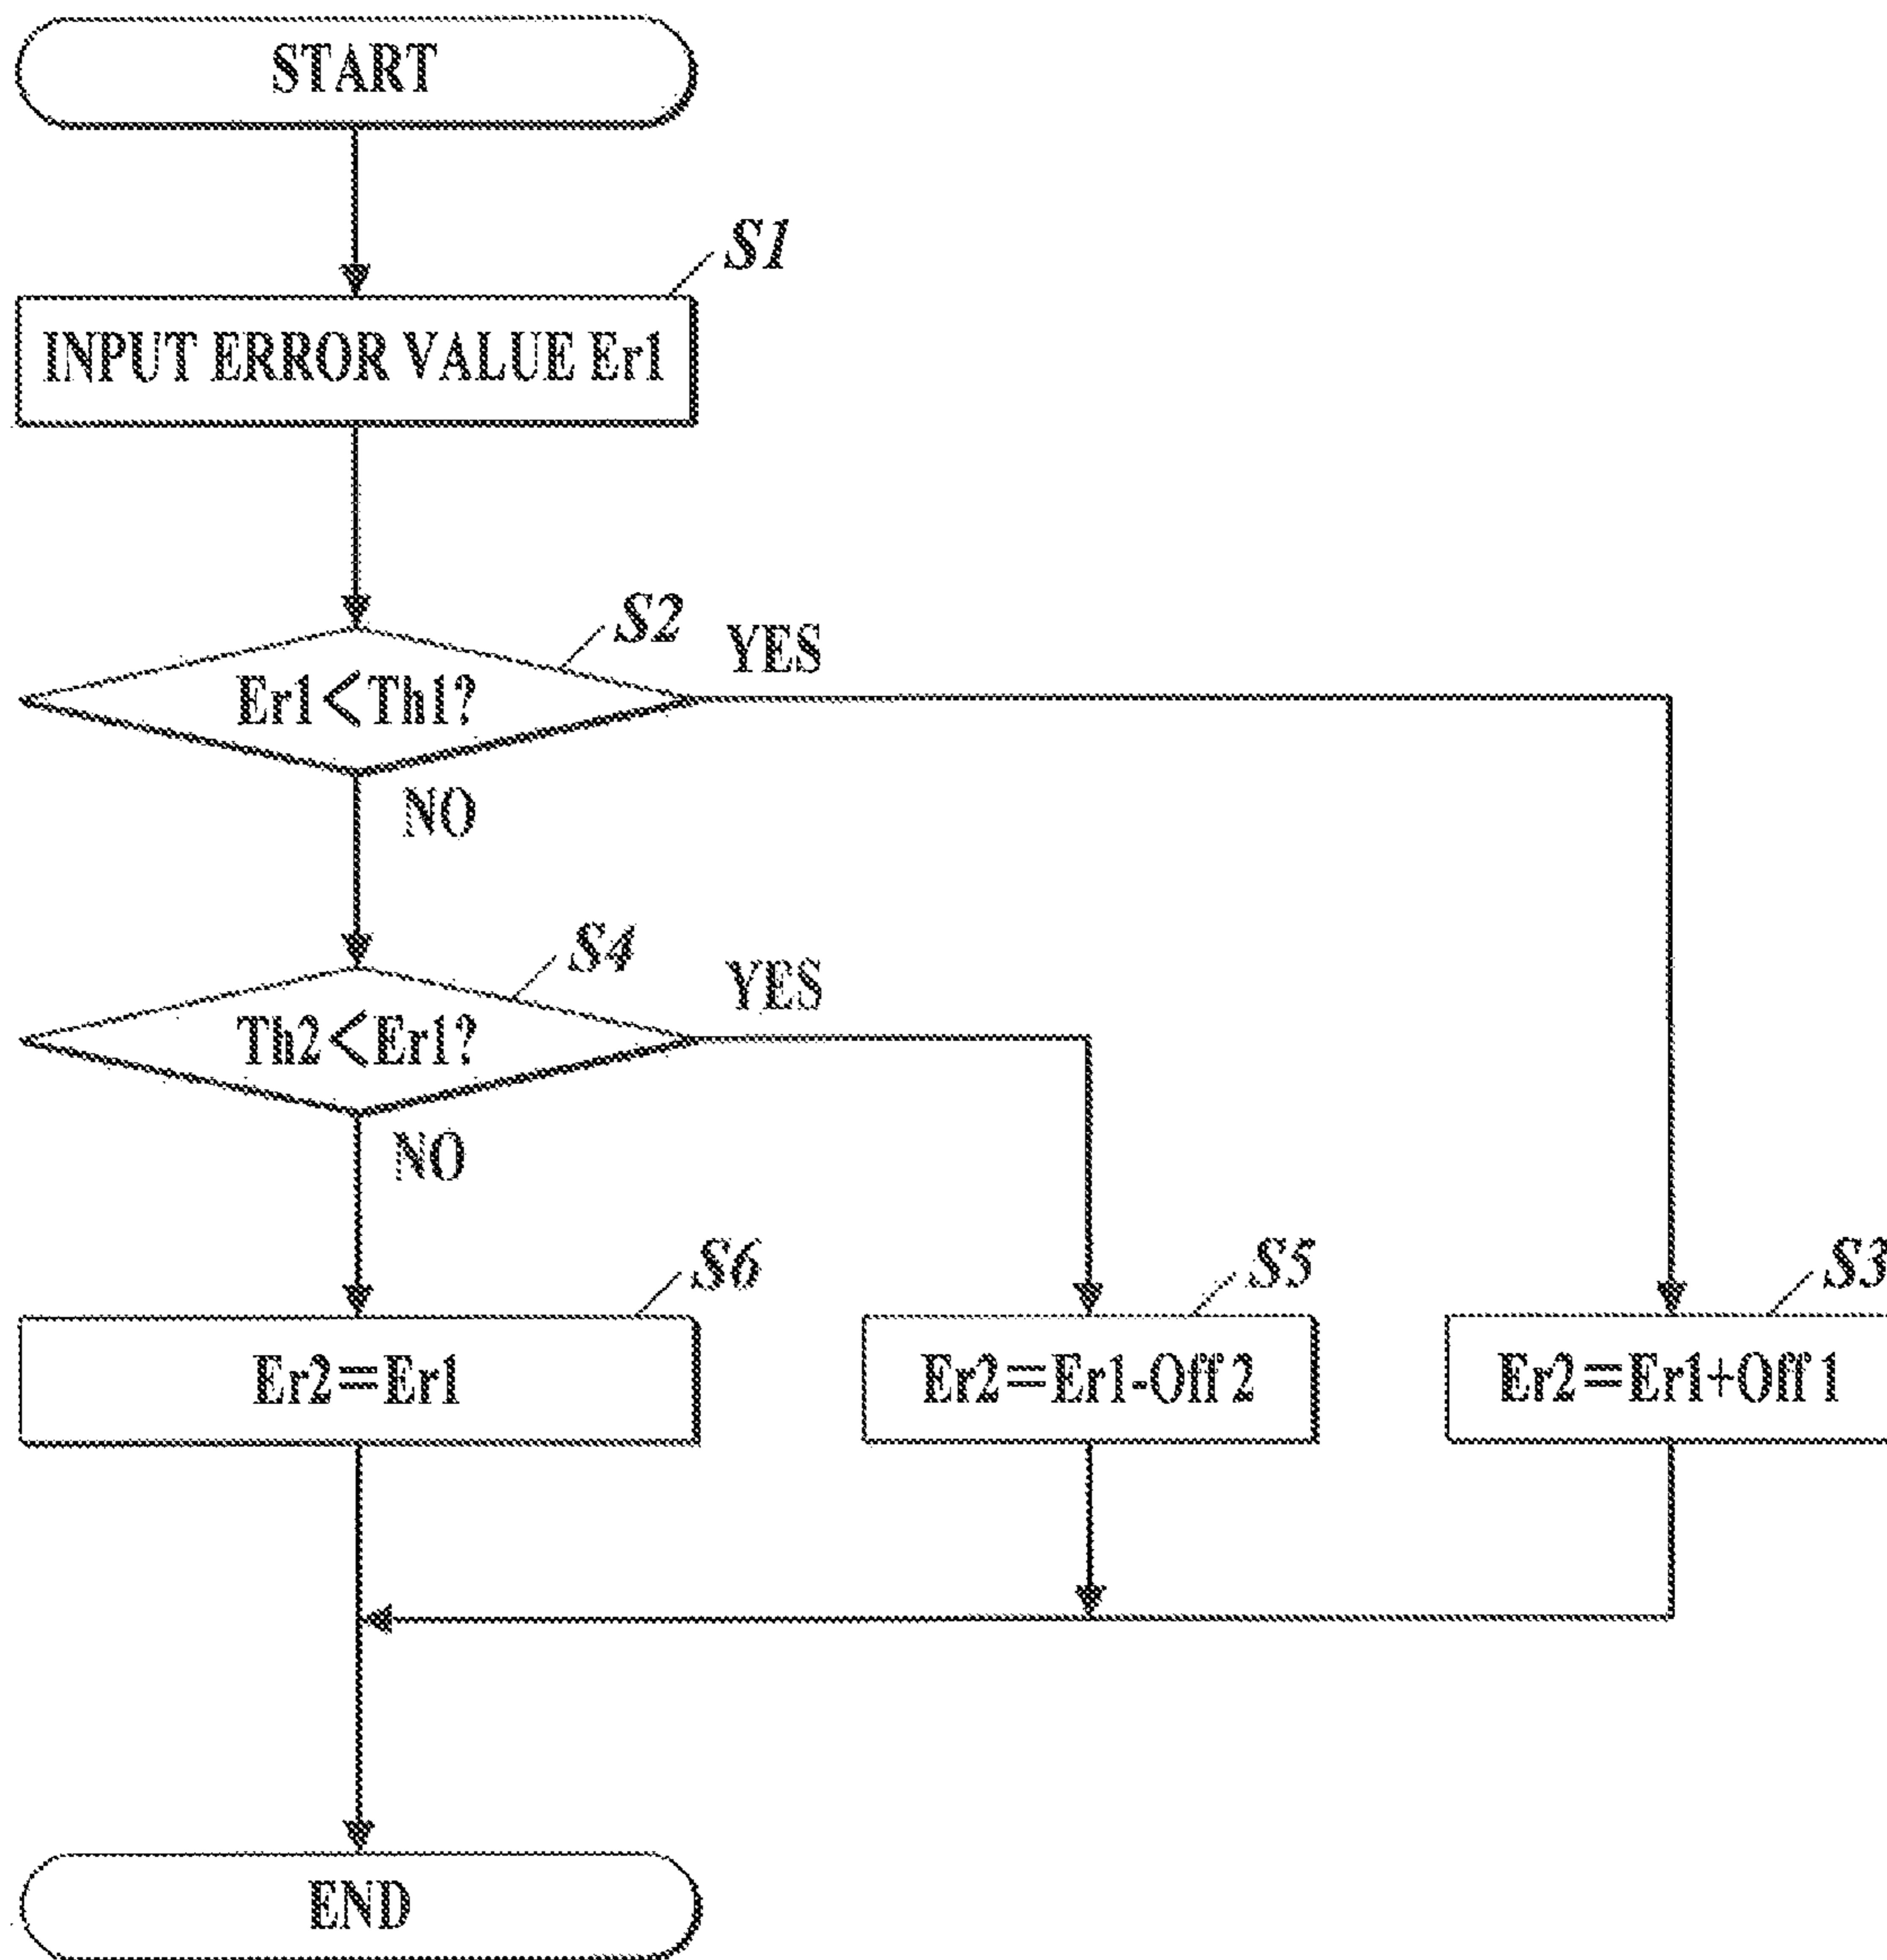 START
S1
INPUT ERROR VALUE Er1
S2
YES
Er1<Th1?
NO
S4
YES
Th2<Er1?
NO
S6
S5
S3
Er2=Er1
Er2=Er1-Off 2
Er2=Er1+Off 1
END